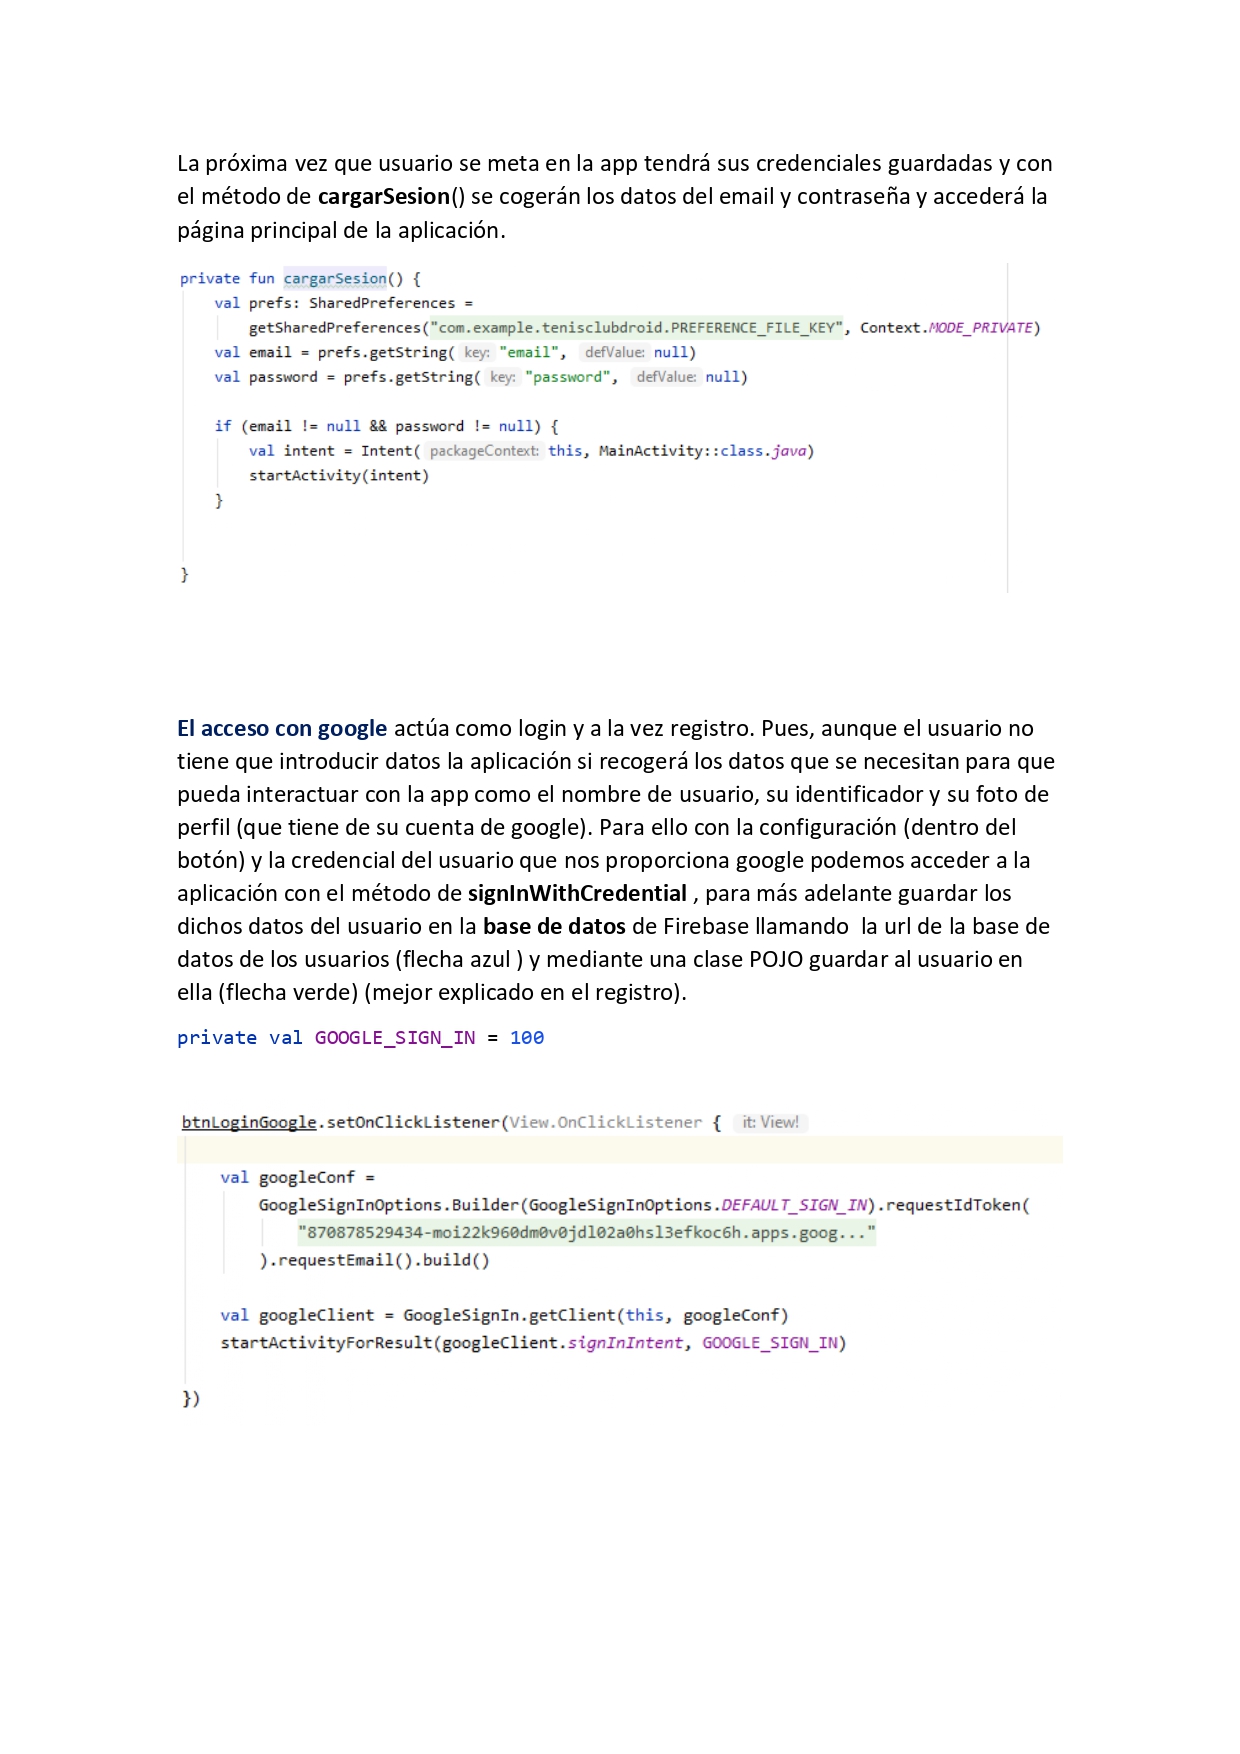 La próxima vez que usuario se meta en la app tendrá sus credenciales guardadas y con
el método de cargarSesion() se cogerán los datos del email y contraseña y accederá la
página principal de la aplicación.
private fun cargarSesion() {
val prefs: SharedPreferences =
getSharedPreferences("com.example.tenisclubdroid.PREFERENCE_FILE_KEY", Context.MODE_PRIVATE)
val email = prefs.getString( key: "email", defValue: null)
val password = prefs.getString( key: "password", defValue: null)
if (email != null && password != null) {
val intent = Intent( packageContext: this, MainActivity::class.java)
startActivity(intent)
}
}
El acceso con google actúa como login y a la vez registro. Pues, aunque el usuario no
tiene que introducir datos la aplicación si recogerá los datos que se necesitan para que
pueda interactuar con la app como el nombre de usuario, su identificador y su foto de
perfil (que tiene de su cuenta de google). Para ello con la configuración (dentro del
botón) y la credencial del usuario que nos proporciona google podemos acceder a la
aplicación con el método de signInWithCredential , para más adelante guardar los
dichos datos del usuario en la base de datos de Firebase llamando  la url de la base de
datos de los usuarios (flecha azul ) y mediante una clase POJO guardar al usuario en
ella (flecha verde) (mejor explicado en el registro).
private val GOOGLE_SIGN_IN = 100
btnLoginGoogle.setOnClickListener(View.OnClickListener { it: View!
val googleConf =
GoogleSignInOptions.Builder(GoogleSignInOptions.DEFAULT_SIGN_IN).requestIdToken(
"870878529434-moi22k960dm0v0jdl02a0hsl3efkoc6h.apps.goog..."
).requestEmail().build()
val googleClient = GoogleSignIn.getClient(this, googleConf)
startActivityForResult(googleClient.signInIntent, GOOGLE_SIGN_IN)
})